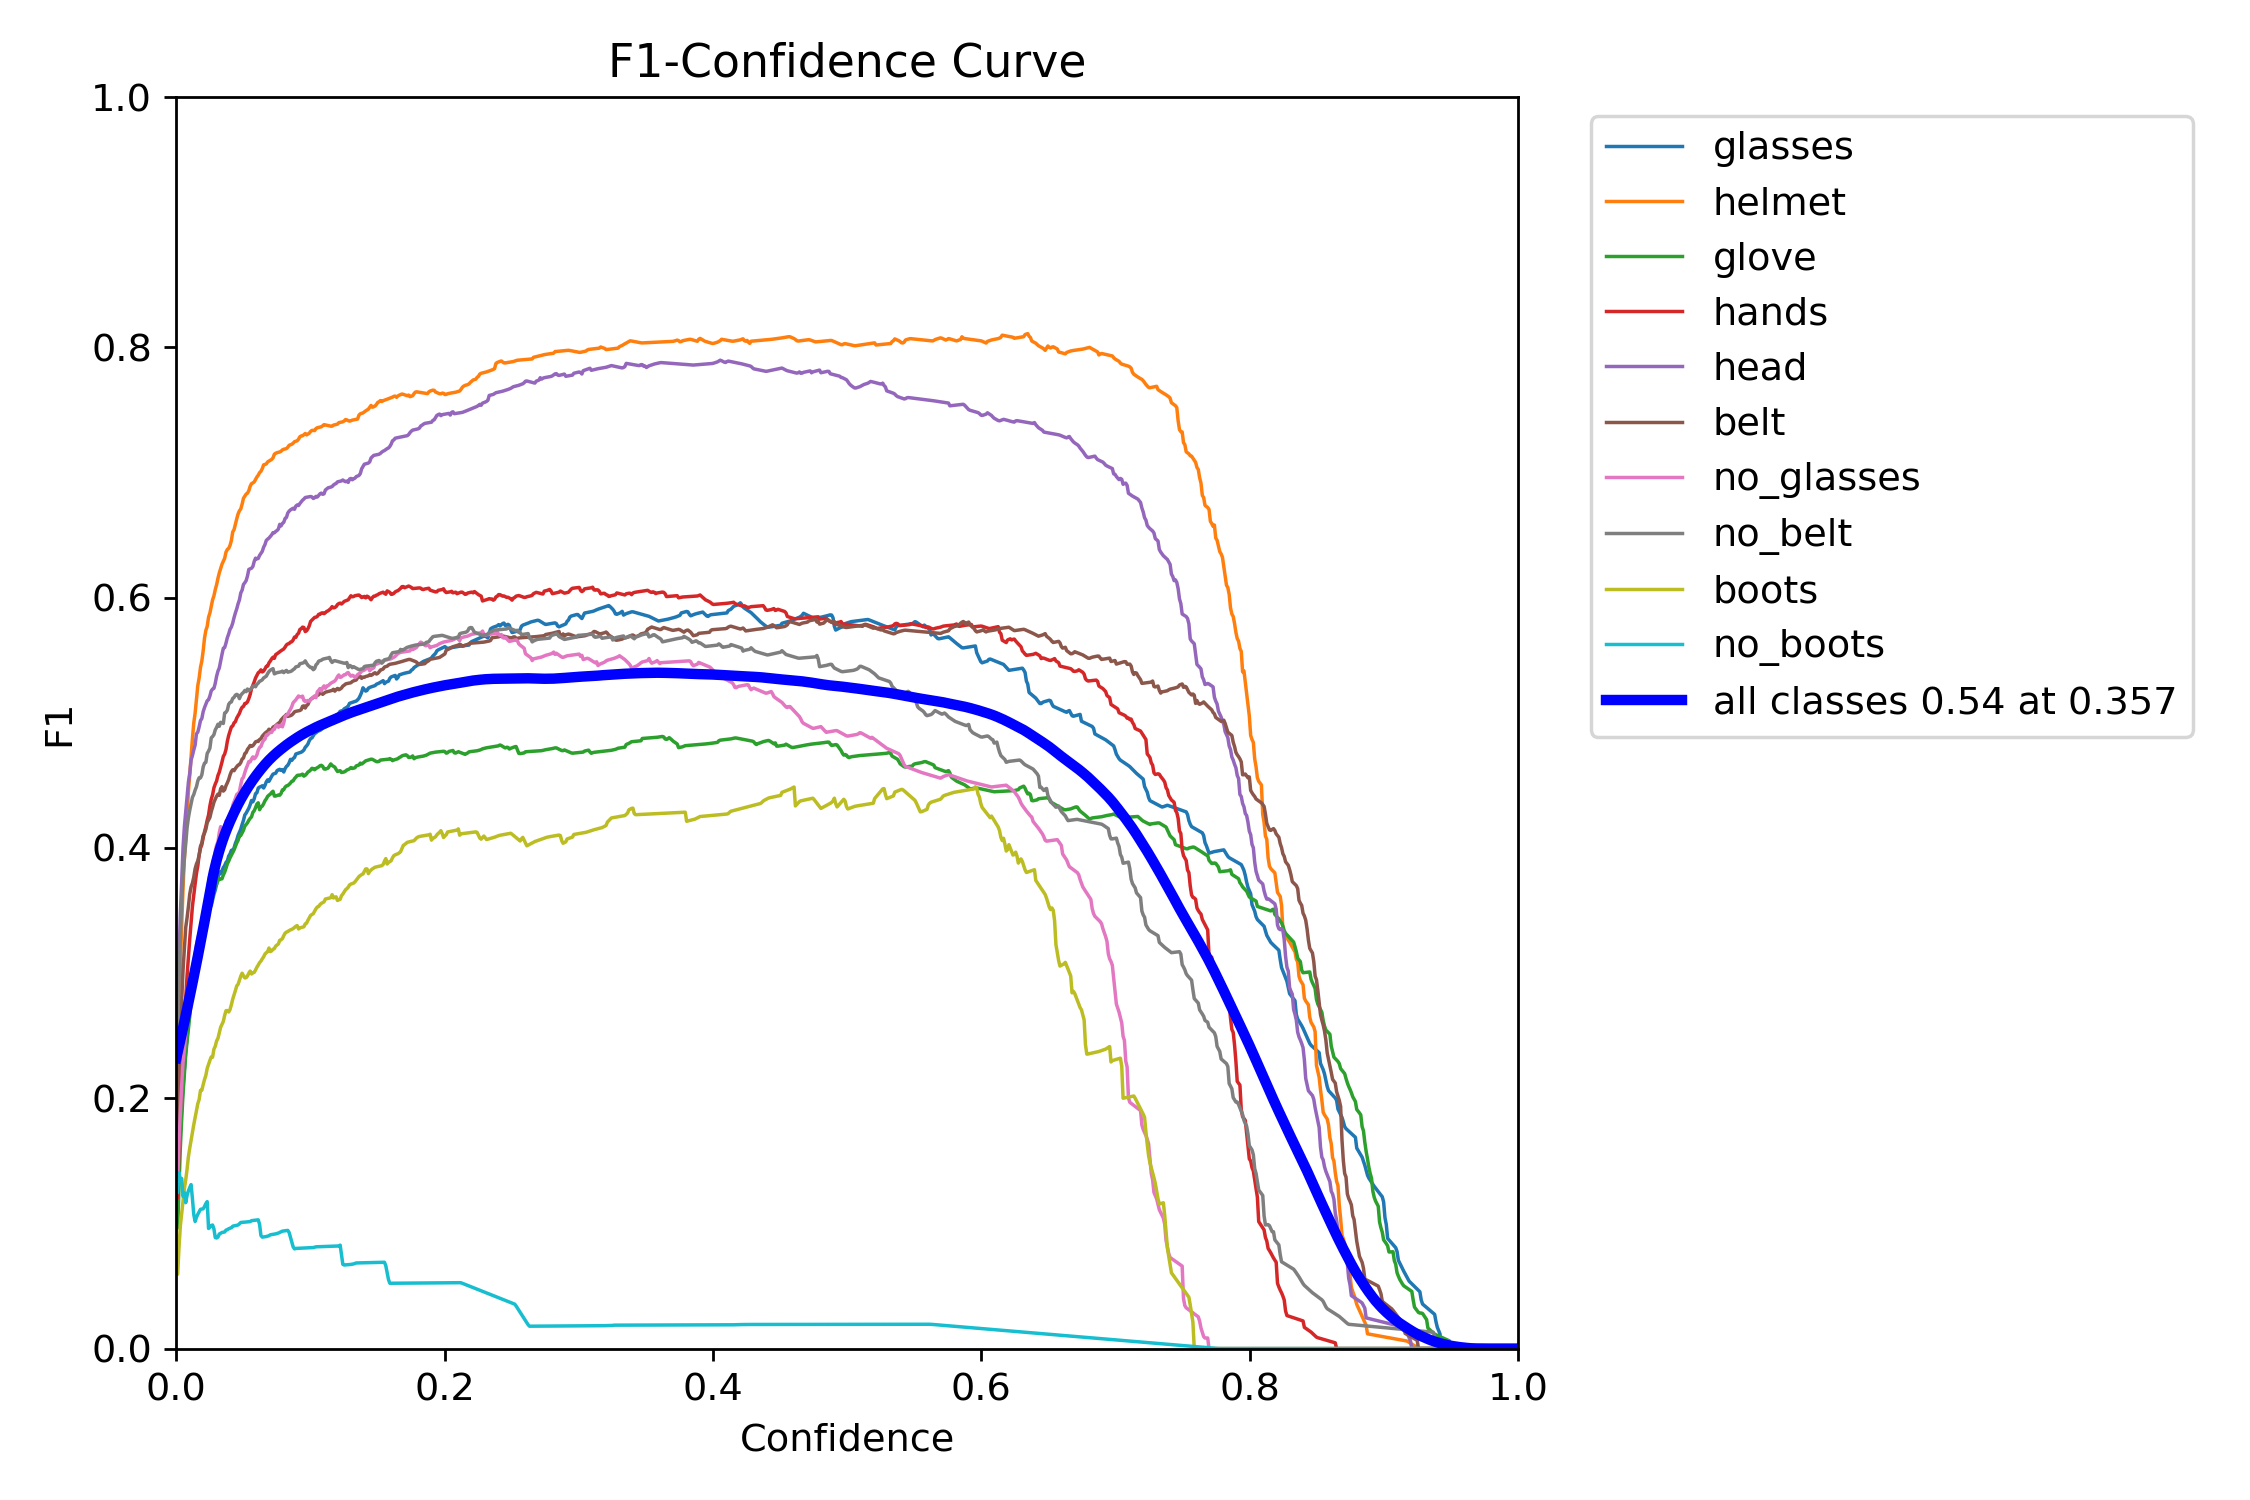 F1-Confidence Curve
1.0
0.8
0.6
0.4
0.2
0.0
F1
0.0 0.2 0.4 0.6 0.8 1.0
Confidence
glasses
helmet
glove
hands
head
belt
no_glasses
no_belt
boots
no_boots
all classes 0.54 at 0.357